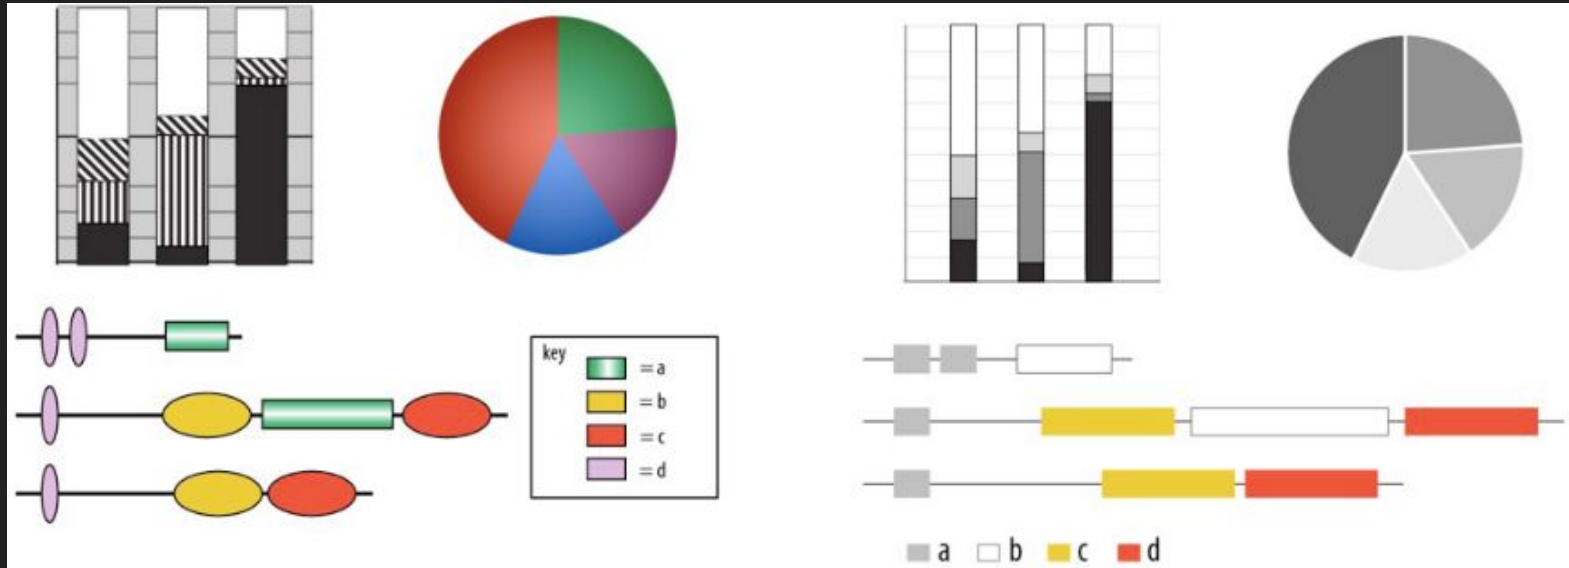 key
= a
= b
= c
= d
a b c d